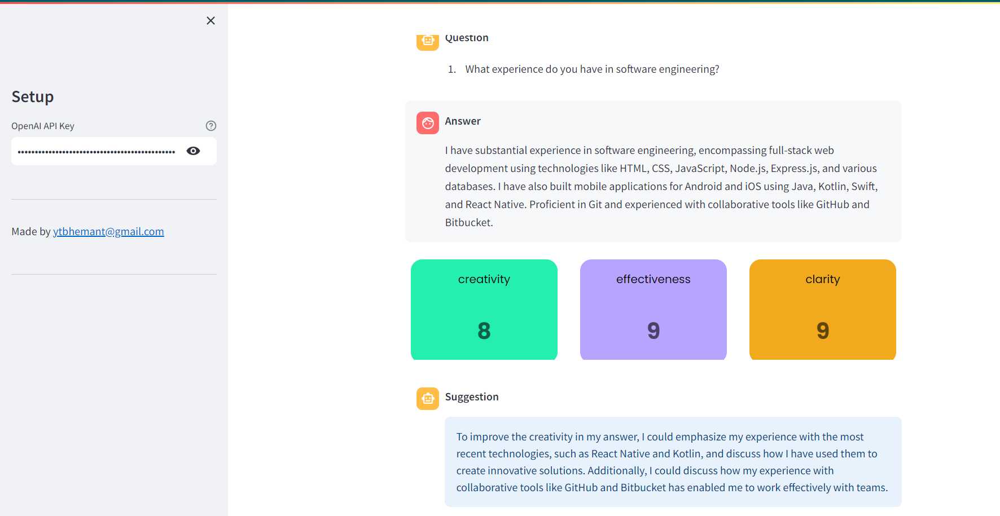 Setup
OpenAI API Key
Made by ytbhemant@gmail.com
Question
1. What experience do you have in software engineering?
Answer
I have substantial experience in software engineering, encompassing full-stack web
development using technologies like HTML, CSS, JavaScript, Node.js, Express.js, and various
databases. I have also built mobile applications for Android and iOS using Java, Kotlin, Swift,
and React Native. Proficient in Git and experienced with collaborative tools like GitHub and
Bitbucket.
creativity
8
effectiveness
9
clarity
9
Suggestion
To improve the creativity in my answer, I could emphasize my experience with the most
recent technologies, such as React Native and Kotlin, and discuss how I have used them to
create innovative solutions. Additionally, I could discuss how my experience with
collaborative tools like GitHub and Bitbucket has enabled me to work effectively with teams.